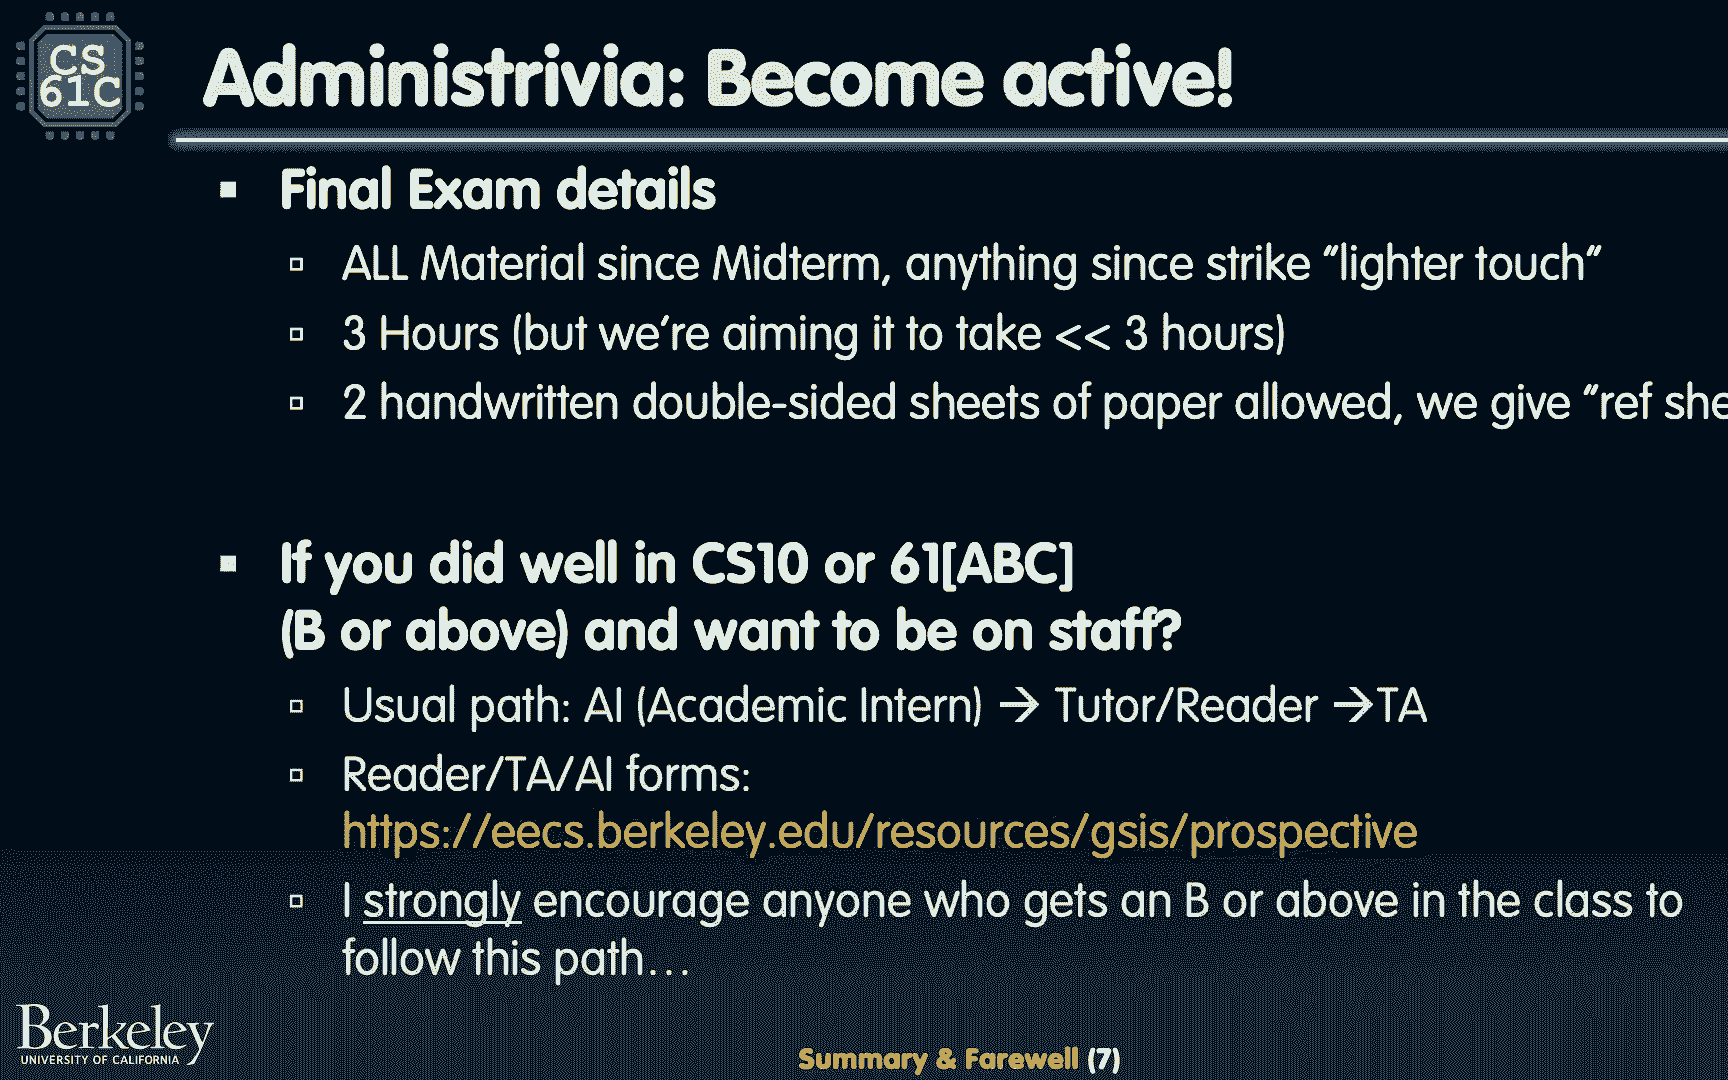 CS
61C
Administrivia: Become active!
Final Exam details
ALL Material since Midterm, anything since strike “lighter touch”
3 Hours (but we’re aiming it to take << 3 hours)
2 handwritten double-sided sheets of paper allowed, we give “ref she
If you did well in CS10 or 61[ABC]
(B or above) and want to be on staff?
Usual path: AI (Academic Intern) → Tutor/Reader →TA
Reader/TA/AI forms:
https://eecs.berkeley.edu/resources/gsis/prospective
I strongly encourage anyone who gets an B or above in the class to
follow this path…
Berkeley
UNIVERSITY OF CALIFORNIA
Summary & Farewell (7)